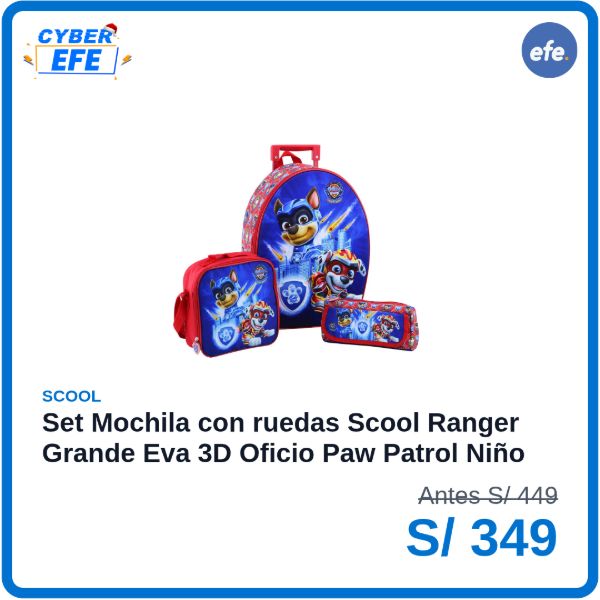 CYBER
EFE
efe.
SCOOL
Set Mochila con ruedas Scool Ranger
Grande Eva 3D Oficio Paw Patrol Niño
Antes S/ 449
S/ 349